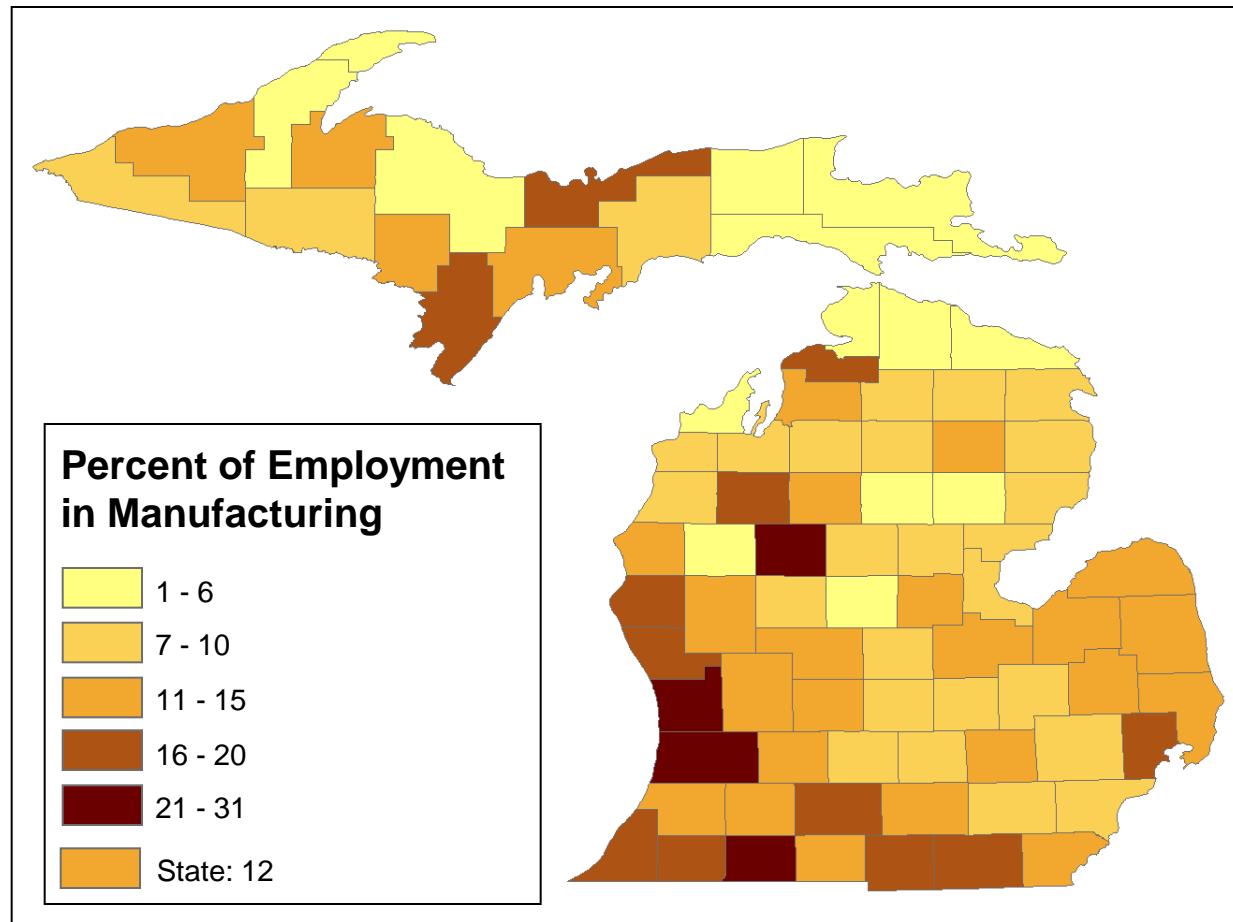 Percent of Employment
in Manufacturing
1 - 6
7 - 10
11 - 15
16 - 20
21 - 31
State: 12